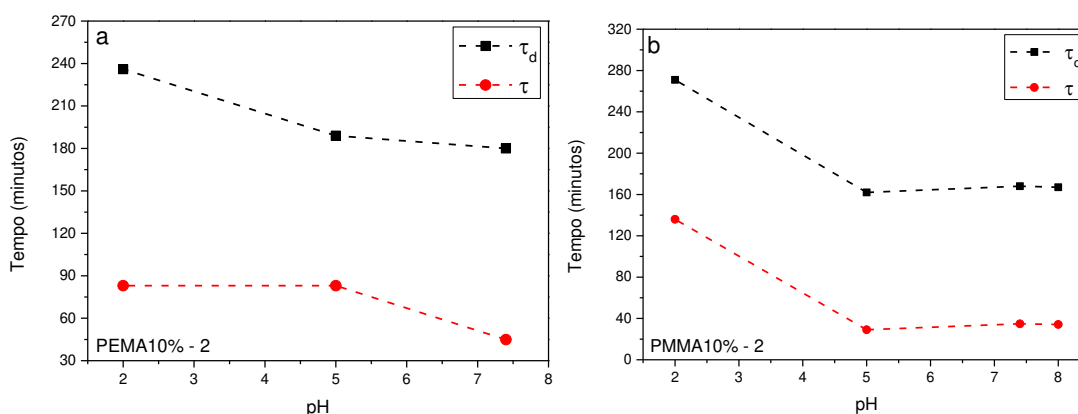 a
τd
τ
270
240
210
180
150
120
90
60
30
Tempo (minutos)
PEMA10% - 2
2 3 4 5 6 7 8
pH
b
τd
τ
320
280
240
200
160
120
80
40
0
Tempo (minutos)
PMMA10% - 2
2 3 4 5 6 7 8
pH